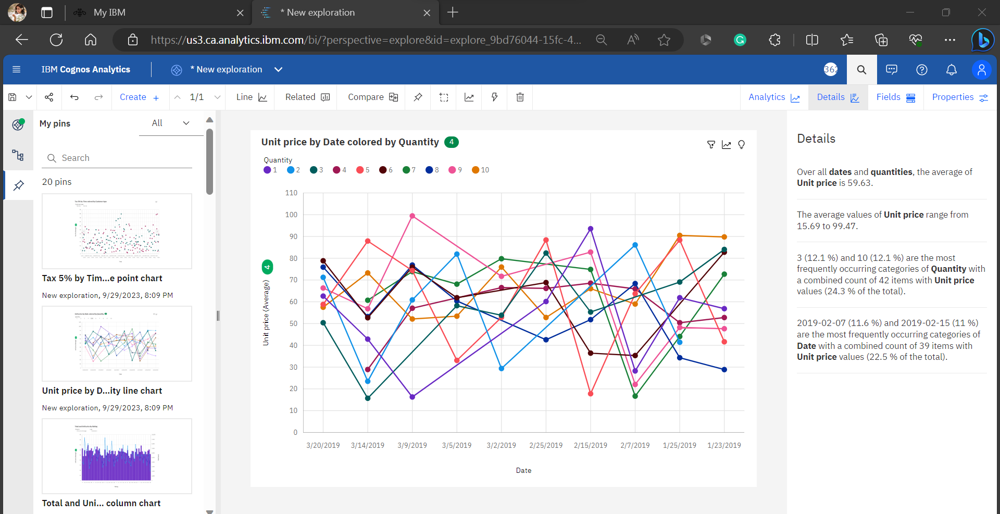 My IBM
* New exploration
https://us3.ca.analytics.ibm.com/bi/?perspective=explore&id=explore_9bd76044-15fc-4...
IBM Cognos Analytics
* New exploration
362
Create +
1/1
Line
Related
Compare
Analytics
Details
Fields
Properties
My pins
All
Search
20 pins
Tax 5% by Tim...e point chart
New exploration, 9/29/2023, 8:09 PM
Unit price by D...ity line chart
New exploration, 9/29/2023, 8:09 PM
Total and Uni... column chart
Unit price by Date colored by Quantity 4
Quantity
1 2 3 4 5 6 7 8 9 10
4
Unit price (Average)
110
100
90
80
70
60
50
40
30
20
10
0
3/20/2019 3/14/2019 3/9/2019 3/5/2019 3/2/2019 2/25/2019 2/15/2019 2/7/2019 1/25/2019 1/23/2019
Date
Details
Over all dates and quantities, the average of
Unit price is 59.63.
The average values of Unit price range from
15.69 to 99.47.
3 (12.1 %) and 10 (12.1 %) are the most
frequently occurring categories of Quantity with
a combined count of 42 items with Unit price
values (24.3 % of the total).
2019-02-07 (11.6 %) and 2019-02-15 (11 %)
are the most frequently occurring categories of
Date with a combined count of 39 items with
Unit price values (22.5 % of the total).